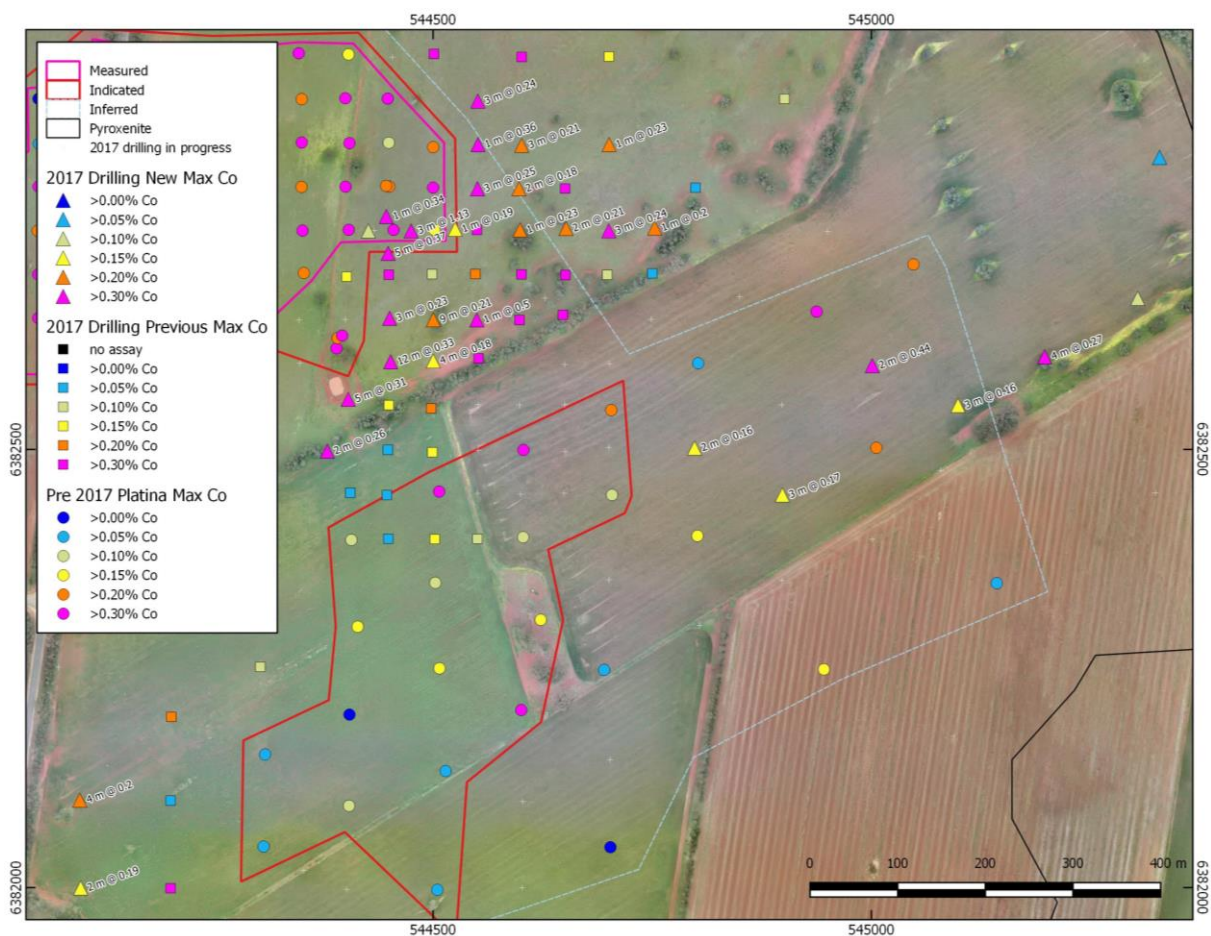 544500
545000
Measured
Indicated
Inferred
Pyroxenite
2017 drilling in progress
2017 Drilling New Max Co
>0.00% Co
>0.05% Co
>0.10% Co
>0.15% Co
>0.20% Co
>0.30% Co
2017 Drilling Previous Max Co
no assay
>0.00% Co
>0.05% Co
>0.10% Co
>0.15% Co
>0.20% Co
>0.30% Co
Pre 2017 Platina Max Co
>0.00% Co
>0.05% Co
>0.10% Co
>0.15% Co
>0.20% Co
>0.30% Co
3 m @ 0.24
1 m @ 0.36
3 m @ 0.21
1 m @ 0.23
3 m @ 0.25
2 m @ 0.18
1 m @ 0.34
3 m @ 1.13
1 m @ 0.19
1 m @ 0.23
2 m @ 0.21
3 m @ 0.24
1 m @ 0.2
5 m @ 0.37
3 m @ 0.23
9 m @ 0.21
1 m @ 0.5
12 m @ 0.33
4 m @ 0.18
2 m @ 0.44
4 m @ 0.27
5 m @ 0.31
3 m @ 0.16
2 m @ 0.26
2 m @ 0.16
3 m @ 0.17
4 m @ 0.2
2 m @ 0.19
6382500
6382500
6382000
6382000
0 100 200 300 400 m
544500
545000